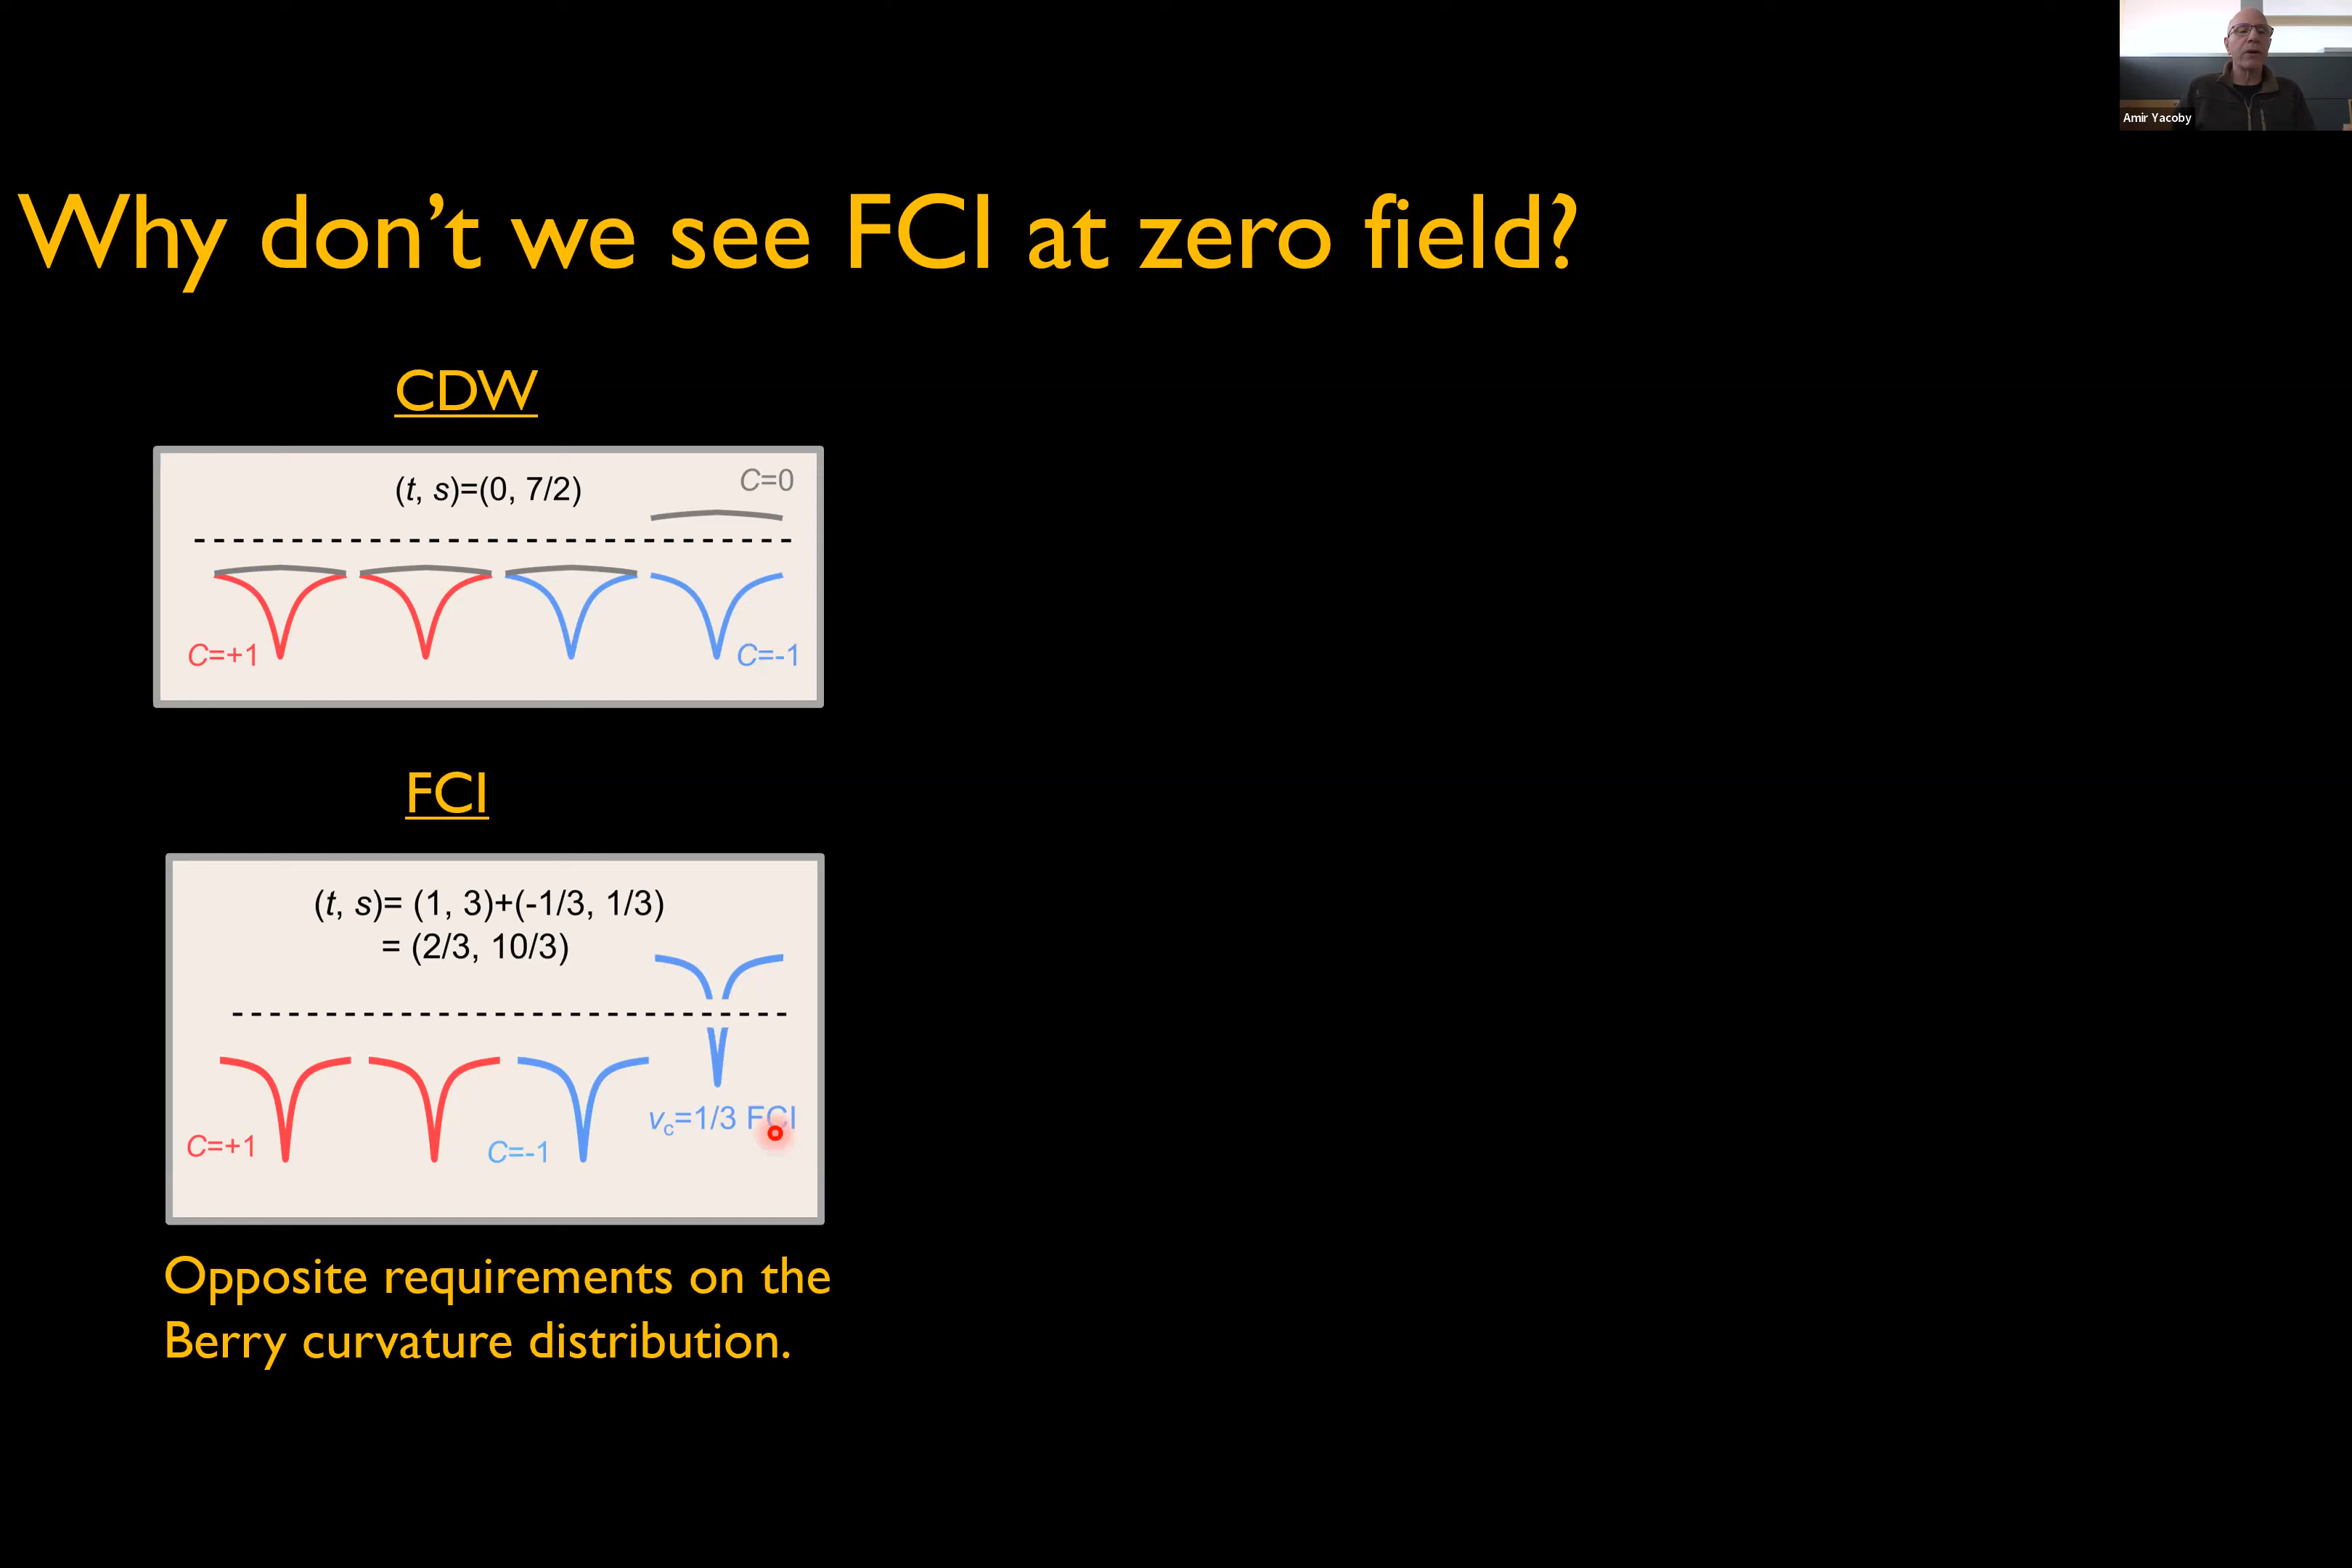 Amir Yacoby
Why don't we see FCI at zero field?
CDW
(t, s)=(0, 7/2)
C=0
C=+1
C=-1
FCI
(t, s)= (1, 3)+(-1/3, 1/3)
= (2/3, 10/3)
νc=1/3 FCI
C=+1
C=-1
Opposite requirements on the
Berry curvature distribution.